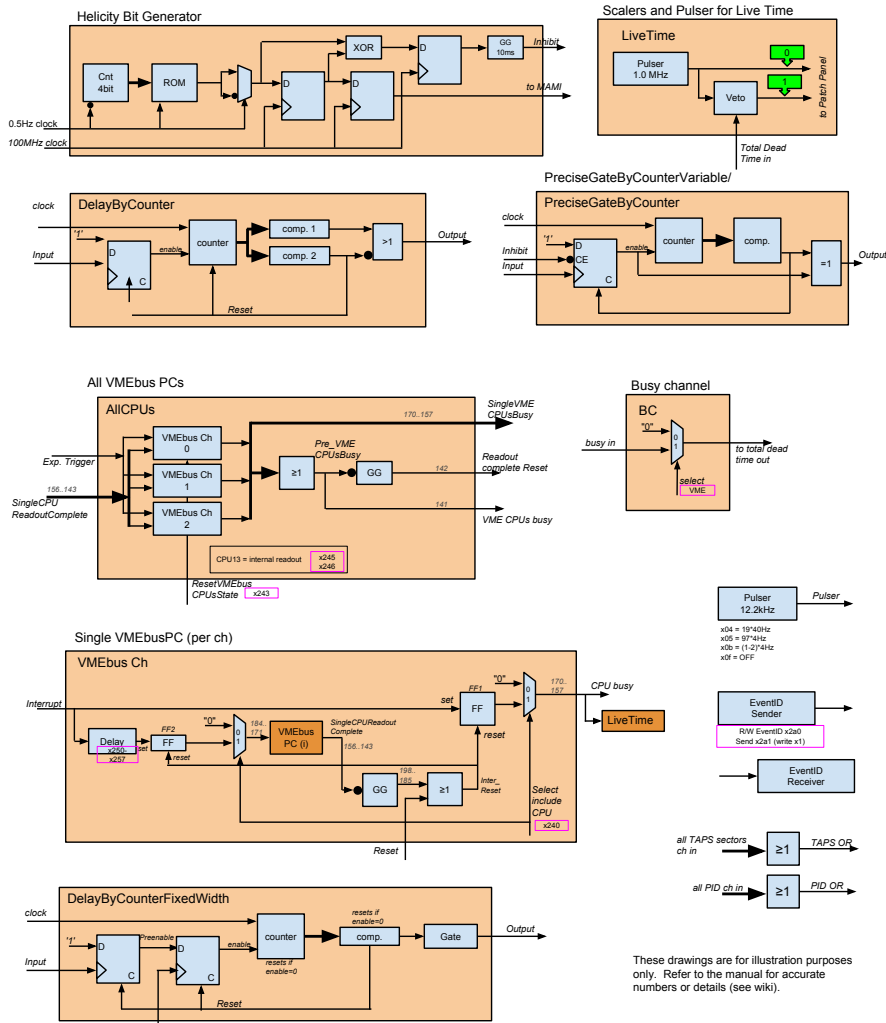 Helicity Bit Generator
Cnt
4bit
ROM
XOR
D
D
D
GG
10ms
Inhibit
to MAMI
0.5Hz clock
100MHz clock
Scalers and Pulser for Live Time
LiveTime
Pulser
1.0 MHz
0
1
Veto
to Patch Panel
Total Dead
Time in
DelayByCounter
clock
'1'
Input
D
C
enable
counter
comp. 1
comp. 2
>1
Output
Reset
PreciseGateByCounterVariable/
PreciseGateByCounter
clock
'1'
Inhibit
Input
D
CE
C
enable
counter
comp.
=1
Output
All VMEbus PCs
AllCPUs
VMEbus Ch
0
VMEbus Ch
1
VMEbus Ch
2
Exp. Trigger
156..143
SingleCPU
ReadoutComplete
170..157
SingleVME
CPUsBusy
Pre_VME
CPUsBusy
≥1
GG
142
Readout
complete Reset
141
VME CPUs busy
CPU13 = internal readout
x245
x246
ResetVMEbus
CPUsState
x243
Busy channel
BC
"0"
0
1
busy in
to total dead
time out
select
VME
Pulser
12.2kHz
Pulser
x04 = 19*40Hz
x05 = 97*4Hz
x0b = (1-2)*4Hz
x0f = OFF
Single VMEbusPC (per ch)
VMEbus Ch
Interrupt
Delay
x250-
x257
set
FF2
FF
reset
"0"
0
1
184..
171
VMEbus
PC (i)
SingleCPUReadout
Complete
156..143
GG
198..
185
≥1
Inter_
Reset
set
FF1
FF
reset
"0"
0
1
170..
157
CPU busy
LiveTime
Select
include
CPU
x240
Reset
EventID
Sender
R/W EventID x2a0
Send x2a1 (write x1)
EventID
Receiver
all TAPS sectors
ch in
≥1
TAPS OR
all PID ch in
≥1
PID OR
DelayByCounterFixedWidth
clock
'1'
Input
D
C
Preenable
D
C
enable
counter
resets if
enable=0
resets if
enable=0
comp.
Gate
Output
Reset
These drawings are for illustration purposes
only. Refer to the manual for accurate
numbers or details (see wiki).